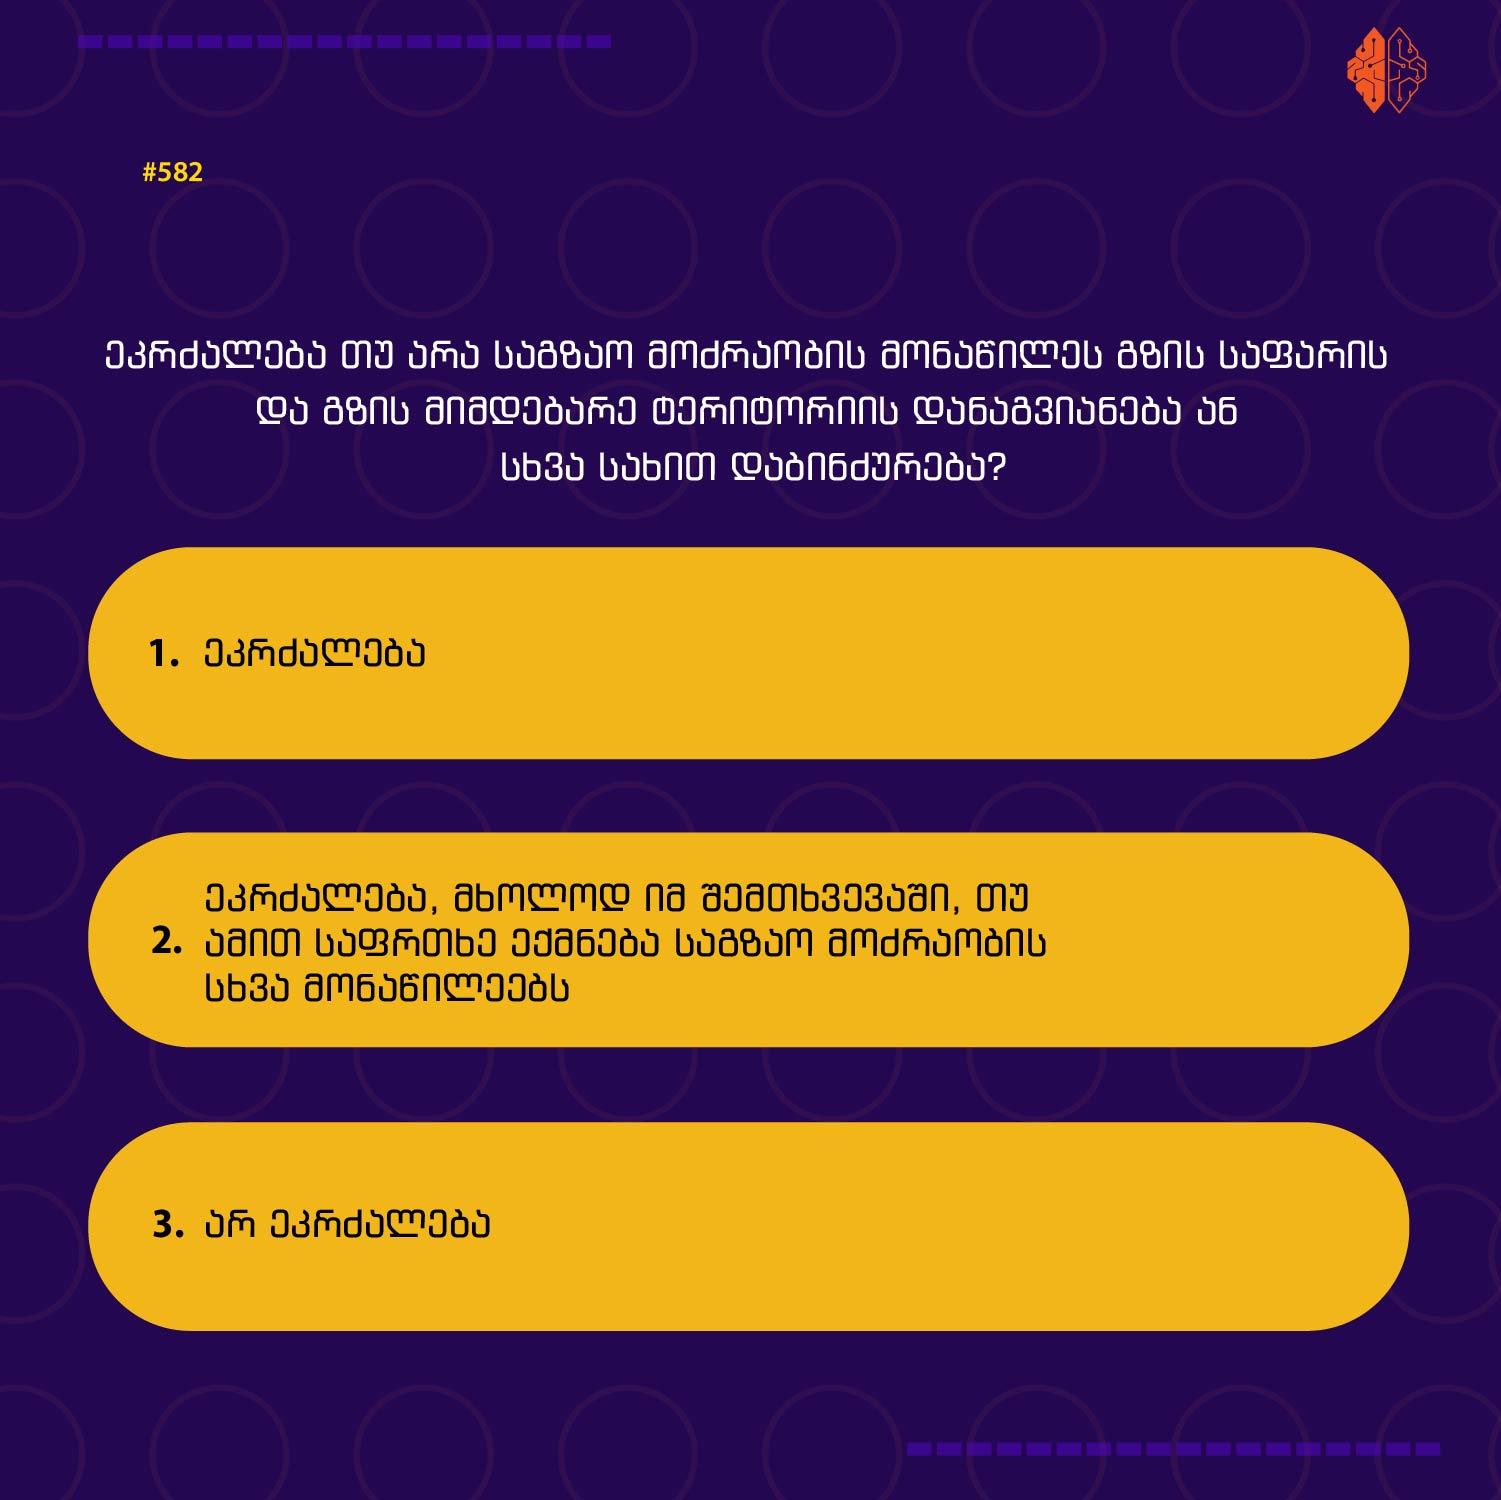 #582
ეკრძალება თუ არა საგზაო მოძრაობის მონაწილეს გზის საფარის
და გზის მიმდებარე ტერიტორიის დანაგვიანება ან
სხვა სახით დაბინძურება?
1. ეკრძალება
ეკრძალება, მხოლოდ იმ შემთხვევაში, თუ
2. ამით საფრთხე ექმნება საგზაო მოძრაობის
სხვა მონაწილეებს
3. არ ეკრძალება